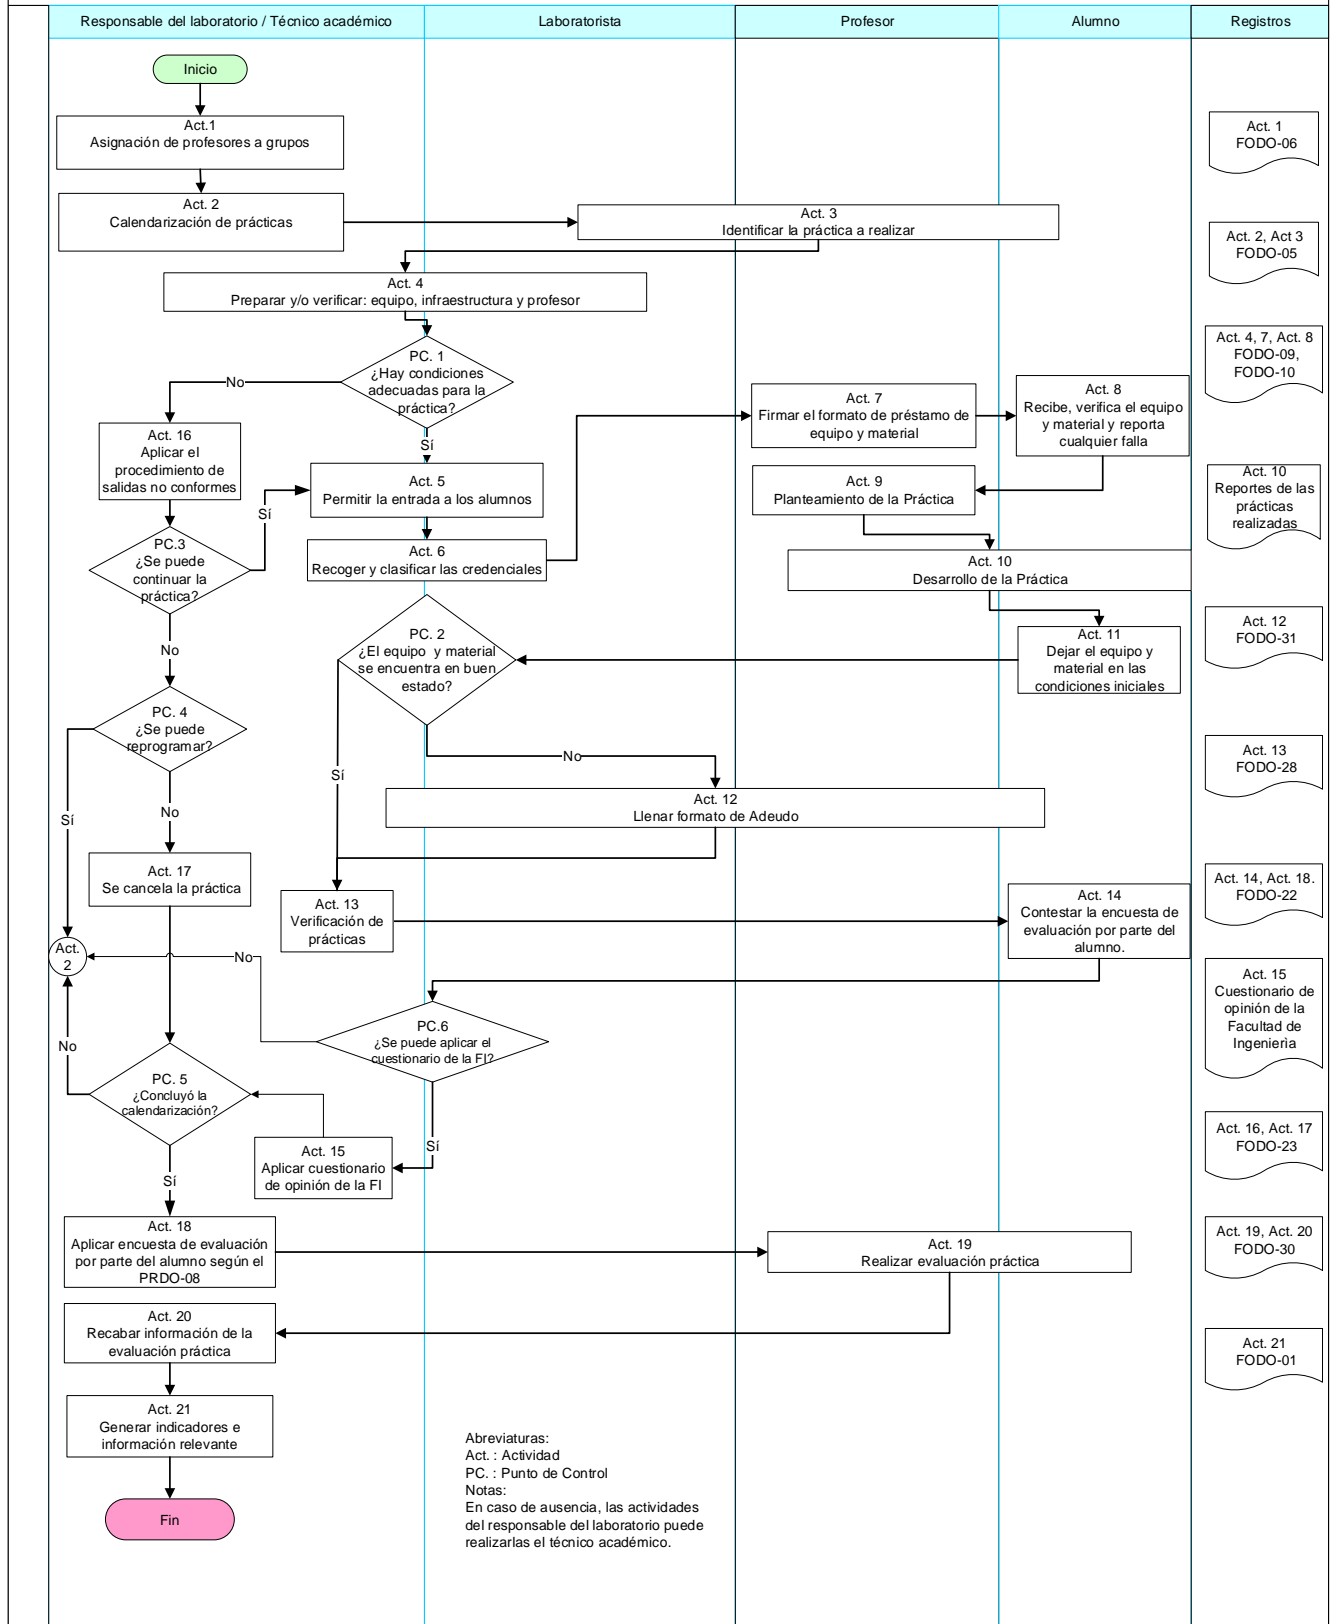 Responsable del laboratorio / Técnico académico
Laboratorista
Profesor
Alumno
Registros
Inicio
Act.1
Asignación de profesores a grupos
Act. 1
FODO-06
Act. 2
Calendarización de prácticas
Act. 3
Identificar la práctica a realizar
Act. 2, Act 3
FODO-05
Act. 4
Preparar y/o verificar: equipo, infraestructura y profesor
PC. 1
¿Hay condiciones
adecuadas para la
práctica?
No
Sí
Act. 4, 7, Act. 8
FODO-09,
FODO-10
Act. 7
Firmar el formato de préstamo de
equipo y material
Act. 8
Recibe, verifica el equipo
y material y reporta
cualquier falla
Act. 16
Aplicar el
procedimiento de
salidas no conformes
Act. 5
Permitir la entrada a los alumnos
Sí
Act. 9
Planteamiento de la Práctica
Act. 10
Reportes de las
prácticas
realizadas
PC.3
¿Se puede
continuar la
práctica?
No
Act. 6
Recoger y clasificar las credenciales
Act. 10
Desarrollo de la Práctica
PC. 2
¿El equipo  y material
se encuentra en buen
estado?
Act. 11
Dejar el equipo y
material en las
condiciones iniciales
Act. 12
FODO-31
PC. 4
¿Se puede
reprogramar?
No
Sí
No
Sí
Act. 13
FODO-28
Act. 12
Llenar formato de Adeudo
Act. 17
Se cancela la práctica
Act. 13
Verificación de
prácticas
Act. 14
Contestar la encuesta de
evaluación por parte del
alumno.
Act. 14, Act. 18.
FODO-22
Act.
2
No
PC.6
¿Se puede aplicar el
cuestionario de la FI?
Act. 15
Cuestionario de
opinión de la
Facultad de
Ingenierìa
No
PC. 5
¿Concluyó la
calendarización?
Sí
Sí
Act. 15
Aplicar cuestionario
de opinión de la FI
Act. 16, Act. 17
FODO-23
Act. 18
Aplicar encuesta de evaluación
por parte del alumno según el
PRDO-08
Act. 19
Realizar evaluación práctica
Act. 19, Act. 20
FODO-30
Act. 20
Recabar información de la
evaluación práctica
Act. 21
FODO-01
Act. 21
Generar indicadores e
información relevante
Fin
Abreviaturas:
Act. : Actividad
PC. : Punto de Control
Notas:
En caso de ausencia, las actividades
del responsable del laboratorio puede
realizarlas el técnico académico.